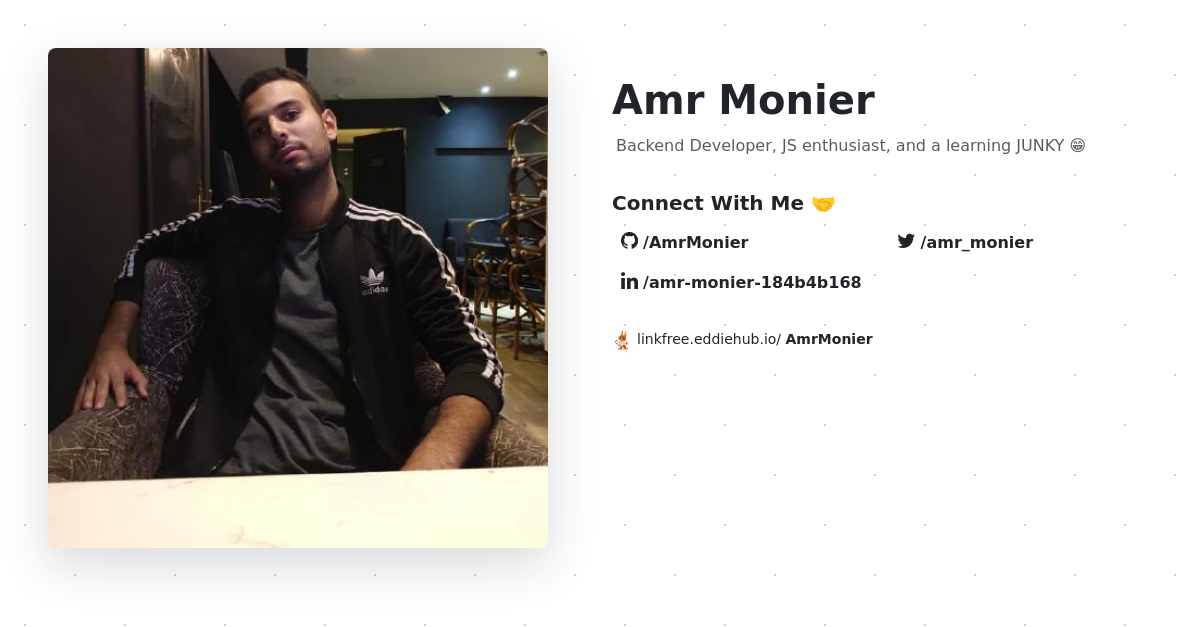 adidas
Amr Monier
Backend Developer, JS enthusiast, and a learning JUNKY 😁
Connect With Me 🤝
/AmrMonier
/amr_monier
/amr-monier-184b4b168
linkfree.eddiehub.io/ AmrMonier